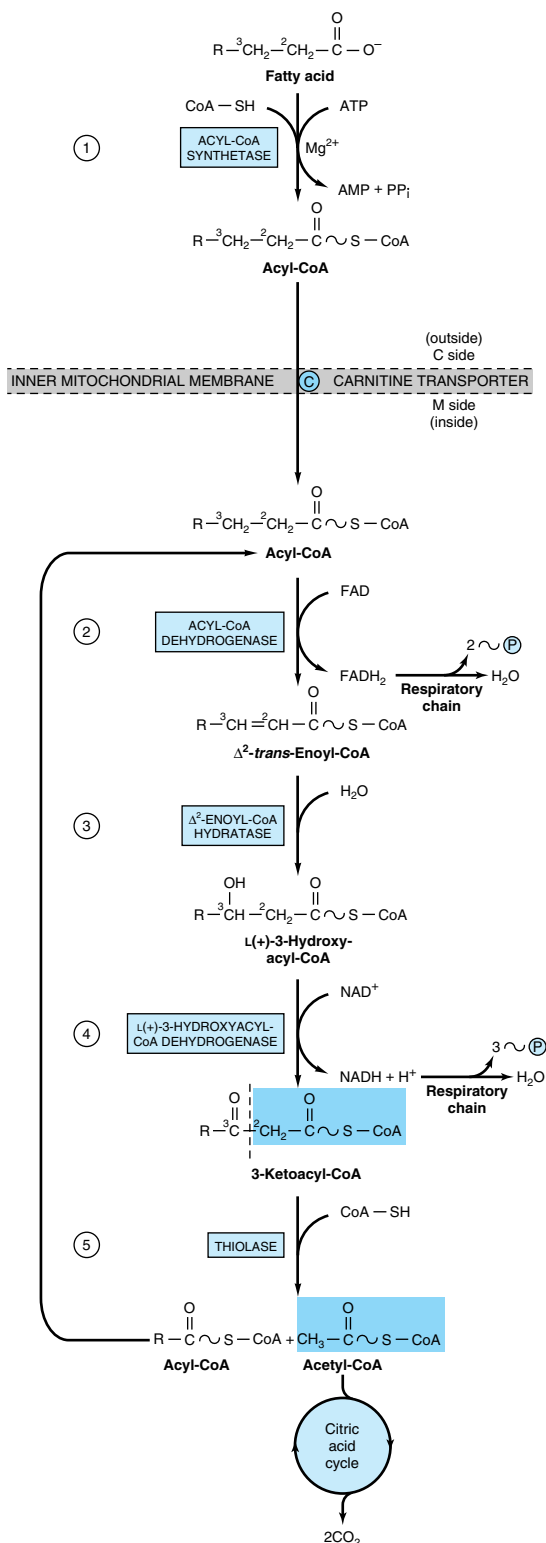 O
R—³CH₂—²CH₂—C—O⁻
Fatty acid
CoA—SH
ATP
1
ACYL-CoA
SYNTHETASE
Mg²⁺
AMP + PPᵢ
O
R—³CH₂—²CH₂—C~S—CoA
Acyl-CoA
(outside)
C side
INNER MITOCHONDRIAL MEMBRANE C CARNITINE TRANSPORTER
M side
(inside)
O
R—³CH₂—²CH₂—C~S—CoA
Acyl-CoA
FAD
2
ACYL-CoA
DEHYDROGENASE
2~P
FADH₂
H₂O
Respiratory
chain
O
R—³CH=²CH—C~S—CoA
Δ²-trans-Enoyl-CoA
H₂O
3
Δ²-ENOYL-CoA
HYDRATASE
OH O
R—³CH—²CH₂—C~S—CoA
L(+)-3-Hydroxy-
acyl-CoA
NAD⁺
4
L(+)-3-HYDROXYACYL-
CoA DEHYDROGENASE
3~P
NADH + H⁺
H₂O
Respiratory
chain
O O
R—³C—²CH₂—C~S—CoA
3-Ketoacyl-CoA
CoA—SH
5
THIOLASE
O O
R—C~S—CoA + CH₃—C~S—CoA
Acyl-CoA Acetyl-CoA
Citric
acid
cycle
2CO₂